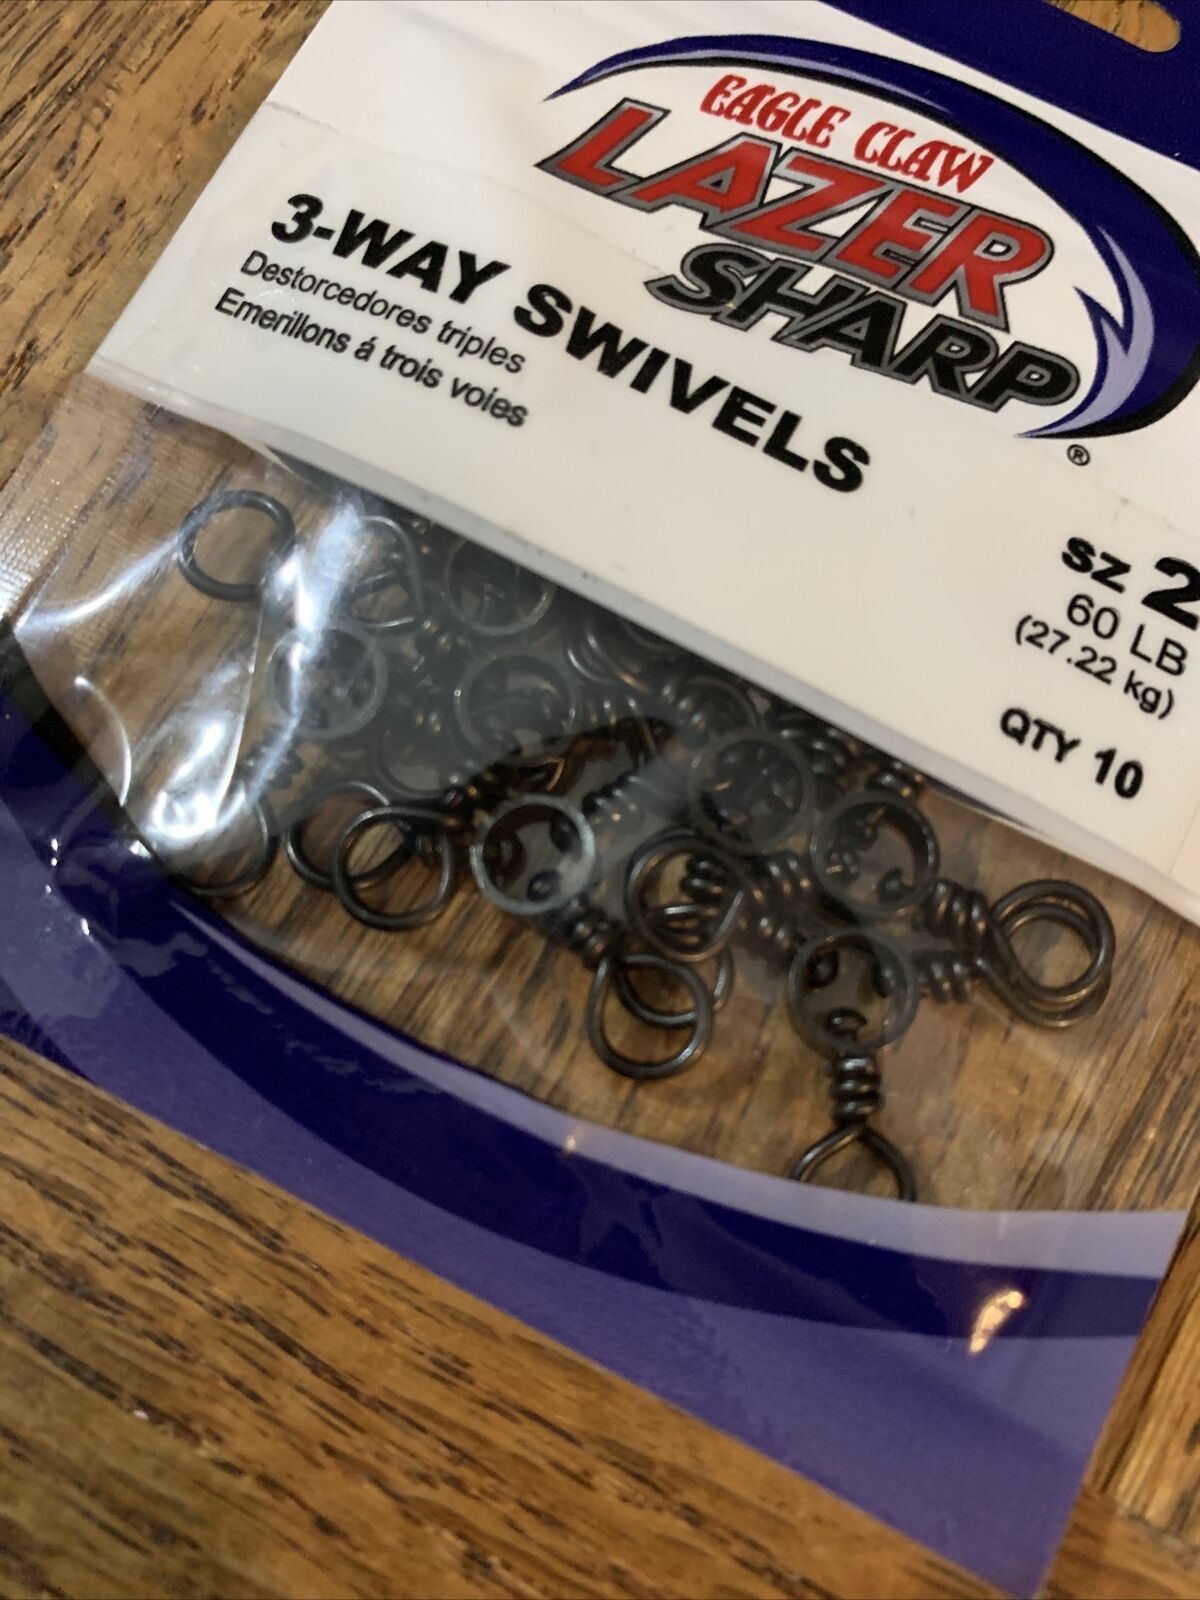 EAGLE CLAW
LAZER
SHARP
®
3-WAY SWIVELS
Destorcedores triples
Emerillons á trois voies
sz 2
60 LB
(27.22 kg)
QTY 10